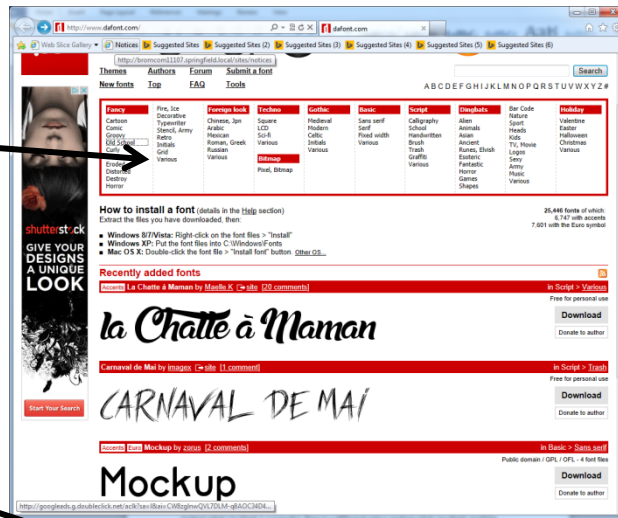 http://www.dafont.com/
dafont.com
Web Slice Gallery
Notices
Suggested Sites
Suggested Sites (2)
Suggested Sites (3)
Suggested Sites (4)
Suggested Sites (5)
Suggested Sites (6)
http://bromcom11107.springfield.local/sites/notices
Themes Authors Forum Submit a font
New fonts Top FAQ Tools
Search
A B C D E F G H I J K L M N O P Q R S T U V W X Y Z #
Fancy
Cartoon
Comic
Groovy
Old School
Curly
Eroded
Distorted
Destroy
Horror
Fire, Ice
Decorative
Typewriter
Stencil, Army
Retro
Initials
Grid
Various
Foreign look
Chinese, Jpn
Arabic
Mexican
Roman, Greek
Russian
Various
Techno
Square
LCD
Sci-fi
Various
Bitmap
Pixel, Bitmap
Gothic
Medieval
Modern
Celtic
Initials
Various
Basic
Sans serif
Serif
Fixed width
Various
Script
Calligraphy
School
Handwritten
Brush
Trash
Graffiti
Various
Dingbats
Alien
Animals
Asian
Ancient
Runes, Elvish
Esoteric
Fantastic
Horror
Games
Shapes
Bar Code
Nature
Sport
Heads
Kids
TV, Movie
Logos
Sexy
Army
Music
Various
Holiday
Valentine
Easter
Halloween
Christmas
Various
How to install a font (details in the Help section)
Extract the files you have downloaded, then:
Windows 8/7/Vista: Right-click on the font files > "Install"
Windows XP: Put the font files into C:\Windows\Fonts
Mac OS X: Double-click the font file > "Install font" button. Other OS...
25,446 fonts of which:
6,747 with accents
7,601 with the Euro symbol
shutterstock
GIVE YOUR
DESIGNS
A UNIQUE
LOOK
Start Your Search
Recently added fonts
Accents La Chatte à Maman by Maelle.K site [20 comments]
in Script > Various
Free for personal use
la Chatte à Maman
Download
Donate to author
Carnaval de Mai by imagex site [1 comment]
in Script > Trash
Free for personal use
CARNAVAL DE MAI
Download
Donate to author
Accents Euro Mockup by zorus [2 comments]
in Basic > Sans serif
Public domain / GPL / OFL - 4 font files
Mockup
Download
Donate to author